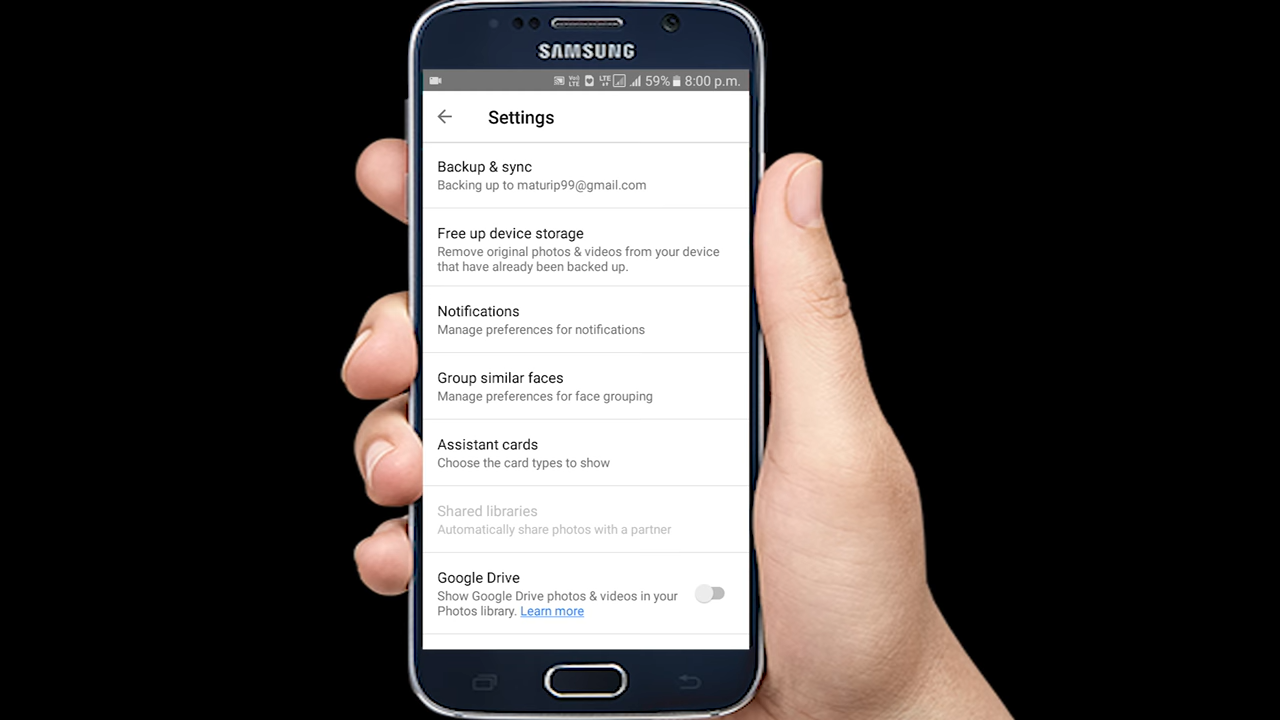 SAMSUNG
VoLTE LTE 59% 8:00 p.m.
Settings
Backup & sync
Backing up to maturip99@gmail.com
Free up device storage
Remove original photos & videos from your device
that have already been backed up.
Notifications
Manage preferences for notifications
Group similar faces
Manage preferences for face grouping
Assistant cards
Choose the card types to show
Shared libraries
Automatically share photos with a partner
Google Drive
Show Google Drive photos & videos in your
Photos library. Learn more